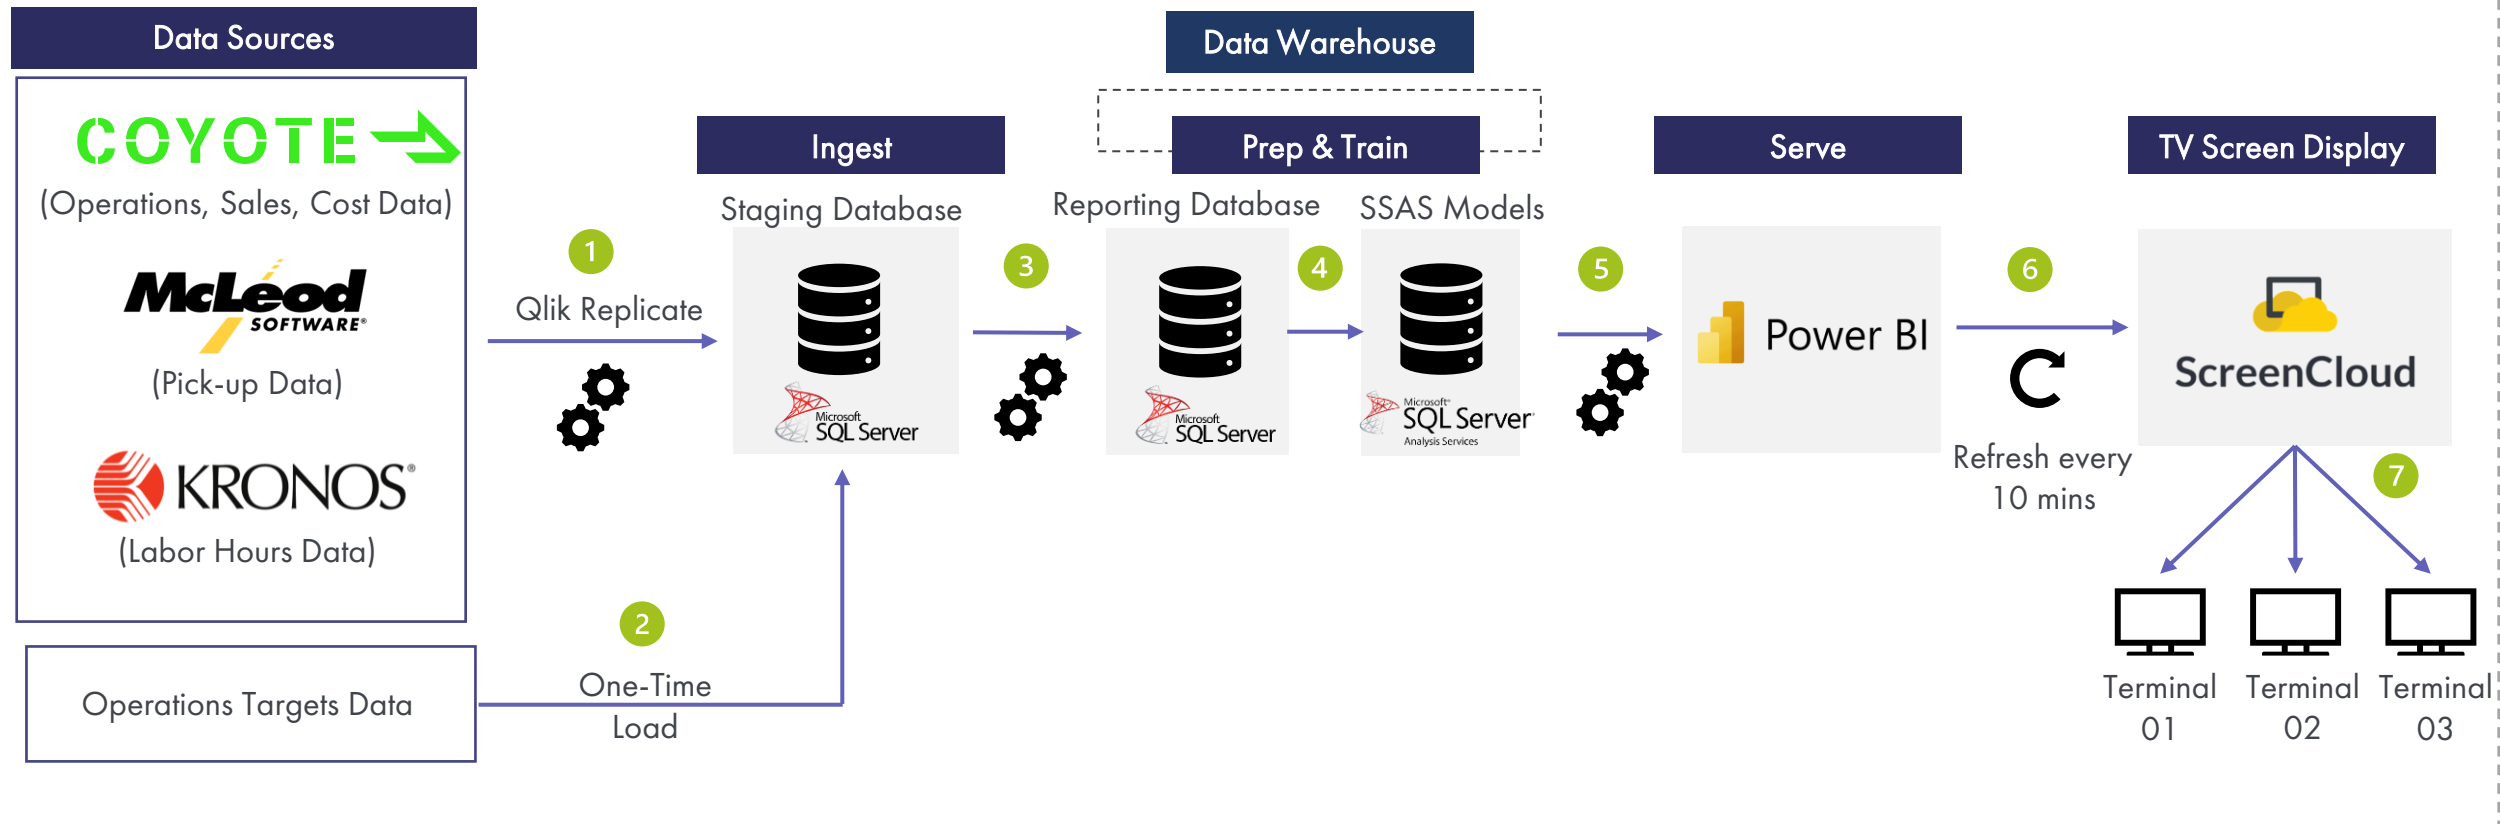 Data Sources
COYOTE
(Operations, Sales, Cost Data)
McLeod
SOFTWARE®
(Pick-up Data)
KRONOS®
(Labor Hours Data)
Operations Targets Data
1
Qlik Replicate
2
One-Time
Load
Ingest
Staging Database
Microsoft
SQL Server
3
Data Warehouse
Prep & Train
Reporting Database
Microsoft
SQL Server
4
SSAS Models
Microsoft®
SQL Server®
Analysis Services
5
Serve
Power BI
6
Refresh every
10 mins
TV Screen Display
ScreenCloud
7
Terminal
01
Terminal
02
Terminal
03